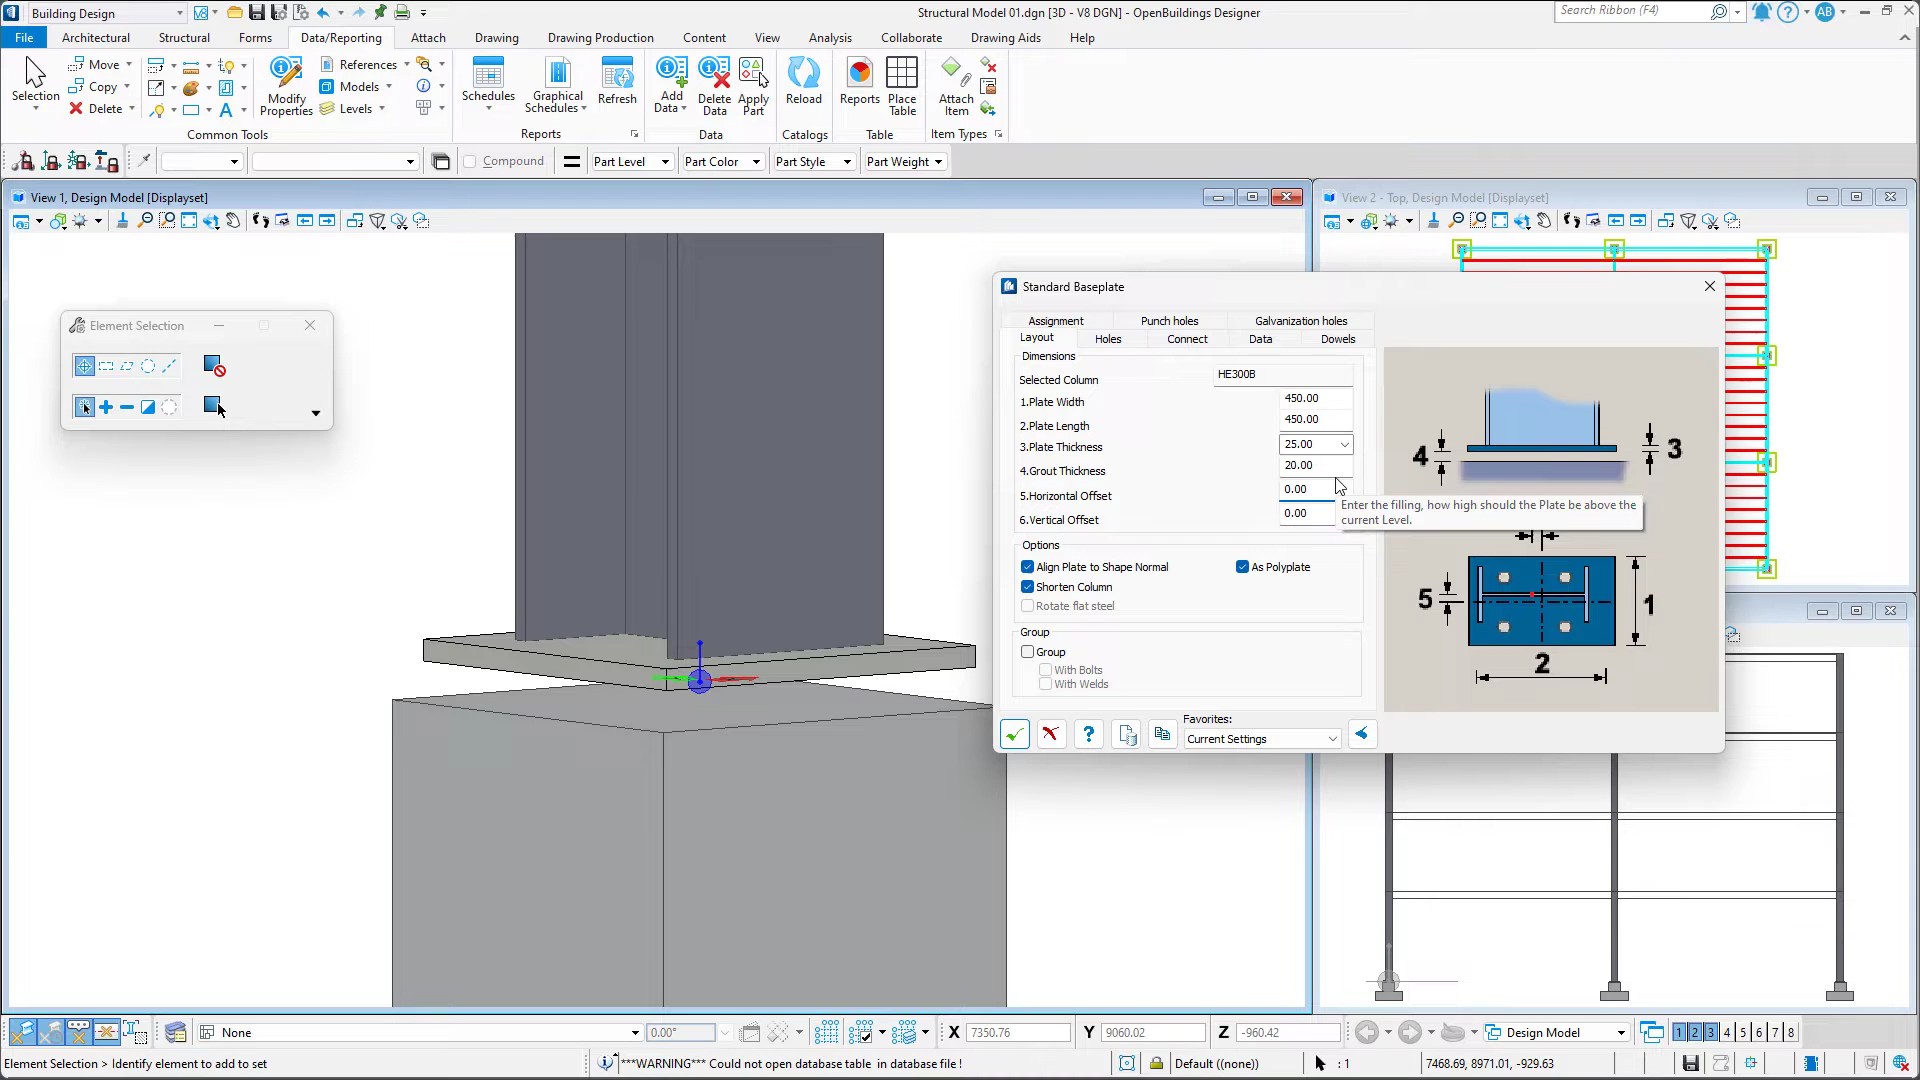 Building Design
Structural Model 01.dgn [3D - V8 DGN] - OpenBuildings Designer
Search Ribbon (F4)
AB
File
Architectural
Structural
Forms
Data/Reporting
Attach
Drawing
Drawing Production
Content
View
Analysis
Collaborate
Drawing Aids
Help
Selection
Move
Copy
Delete
Modify Properties
References
Models
Levels
Schedules
Graphical Schedules
Refresh
Add Data
Delete Data
Apply Part
Reload
Reports
Place Table
Attach Item
Common Tools
Reports
Data
Catalogs
Table
Item Types
Compound
Part Level
Part Color
Part Style
Part Weight
View 1, Design Model [Displayset]
View 2 - Top, Design Model [Displayset]
Element Selection
Standard Baseplate
Assignment
Punch holes
Galvanization holes
Layout
Holes
Connect
Data
Dowels
Dimensions
Selected Column
HE300B
1.Plate Width
450.00
2.Plate Length
450.00
3.Plate Thickness
25.00
4.Grout Thickness
20.00
5.Horizontal Offset
0.00
6.Vertical Offset
0.00
Enter the filling, how high should the Plate be above the
current Level.
Options
Align Plate to Shape Normal
As Polyplate
Shorten Column
Rotate flat steel
Group
Group
With Bolts
With Welds
Favorites:
Current Settings
4
3
5
1
2
None
0.00°
X
7350.76
Y
9060.02
Z
-960.42
Design Model
1 2 3 4 5 6 7 8
Element Selection > Identify element to add to set
***WARNING*** Could not open database table in database file !
Default ((none))
: 1
7468.69, 8971.01, -929.63